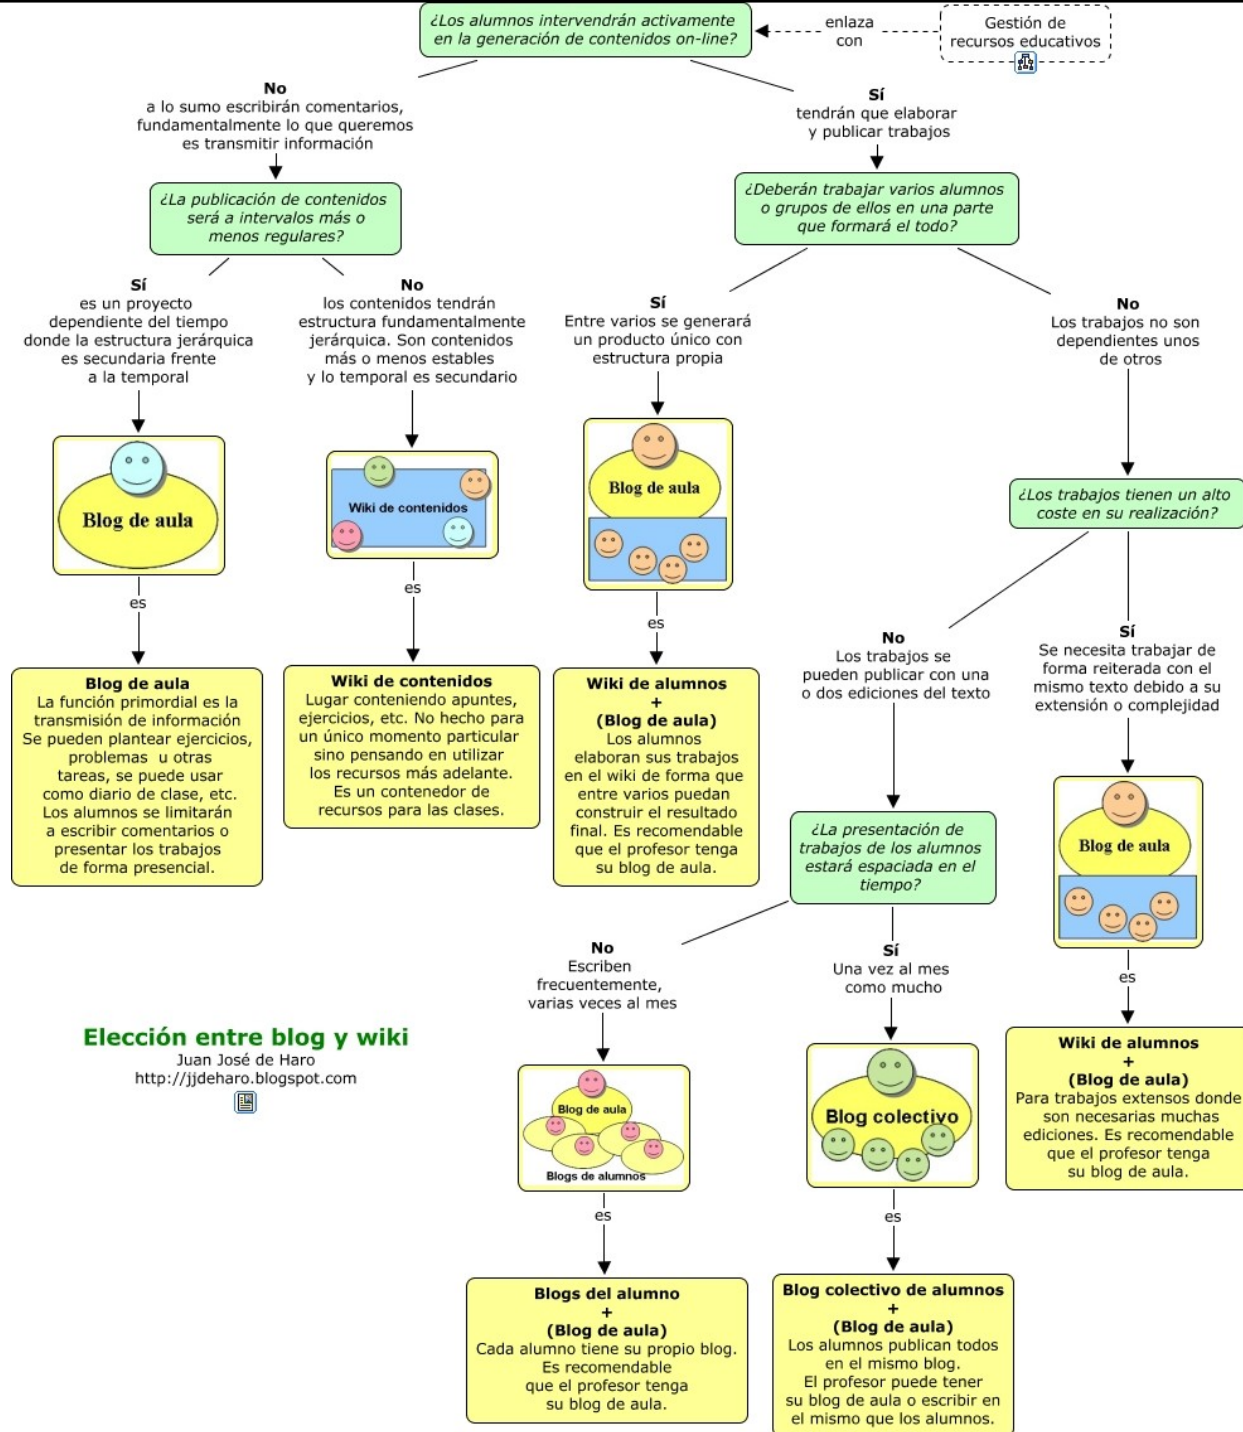 ¿Los alumnos intervendrán activamente
en la generación de contenidos on-line?
enlaza
con
Gestión de
recursos educativos
No
a lo sumo escribirán comentarios,
fundamentalmente lo que queremos
es transmitir información
Sí
tendrán que elaborar
y publicar trabajos
¿La publicación de contenidos
será a intervalos más o
menos regulares?
¿Deberán trabajar varios alumnos
o grupos de ellos en una parte
que formará el todo?
Sí
es un proyecto
dependiente del tiempo
donde la estructura jerárquica
es secundaria frente
a la temporal
No
los contenidos tendrán
estructura fundamentalmente
jerárquica. Son contenidos
más o menos estables
y lo temporal es secundario
Sí
Entre varios se generará
un producto único con
estructura propia
No
Los trabajos no son
dependientes unos
de otros
Blog de aula
Wiki de contenidos
Blog de aula
¿Los trabajos tienen un alto
coste en su realización?
es
es
es
No
Los trabajos se
pueden publicar con una
o dos ediciones del texto
Sí
Se necesita trabajar de
forma reiterada con el
mismo texto debido a su
extensión o complejidad
Blog de aula
La función primordial es la
transmisión de información
Se pueden plantear ejercicios,
problemas u otras
tareas, se puede usar
como diario de clase, etc.
Los alumnos se limitarán
a escribir comentarios o
presentar los trabajos
de forma presencial.
Wiki de contenidos
Lugar conteniendo apuntes,
ejercicios, etc. No hecho para
un único momento particular
sino pensando en utilizar
los recursos más adelante.
Es un contenedor de
recursos para las clases.
Wiki de alumnos
+
(Blog de aula)
Los alumnos
elaboran sus trabajos
en el wiki de forma que
entre varios puedan
construir el resultado
final. Es recomendable
que el profesor tenga
su blog de aula.
¿La presentación de
trabajos de los alumnos
estará espaciada en el
tiempo?
Blog de aula
No
Escriben
frecuentemente,
varias veces al mes
Sí
Una vez al mes
como mucho
es
Elección entre blog y wiki
Juan José de Haro
http://jjdeharo.blogspot.com
Blog de aula
Blogs de alumnos
Blog colectivo
Wiki de alumnos
+
(Blog de aula)
Para trabajos extensos donde
son necesarias muchas
ediciones. Es recomendable
que el profesor tenga
su blog de aula.
es
es
Blogs del alumno
+
(Blog de aula)
Cada alumno tiene su propio blog.
Es recomendable
que el profesor tenga
su blog de aula.
Blog colectivo de alumnos
+
(Blog de aula)
Los alumnos publican todos
en el mismo blog.
El profesor puede tener
su blog de aula o escribir en
el mismo que los alumnos.